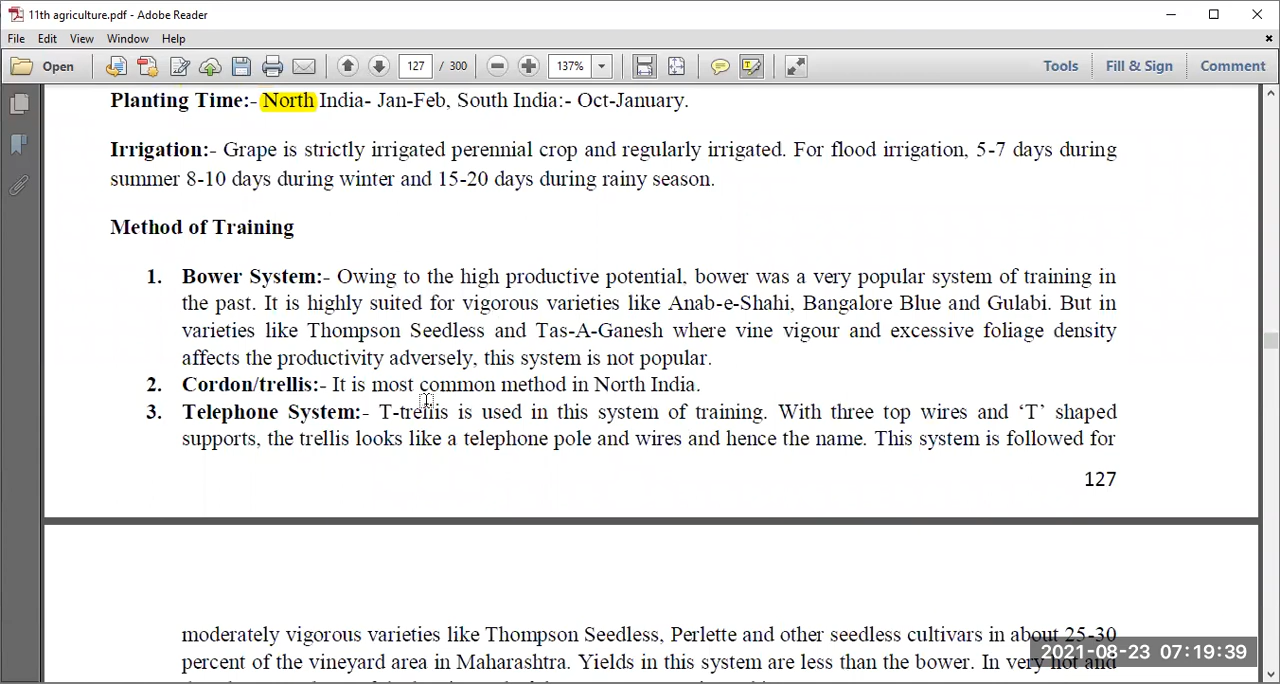 11th agriculture.pdf - Adobe Reader
File Edit View Window Help
Open 127 / 300 137% Tools Fill & Sign Comment
Planting Time:- North India- Jan-Feb, South India:- Oct-January.
Irrigation:- Grape is strictly irrigated perennial crop and regularly irrigated. For flood irrigation, 5-7 days during
summer 8-10 days during winter and 15-20 days during rainy season.
Method of Training
1. Bower System:- Owing to the high productive potential, bower was a very popular system of training in
the past. It is highly suited for vigorous varieties like Anab-e-Shahi, Bangalore Blue and Gulabi. But in
varieties like Thompson Seedless and Tas-A-Ganesh where vine vigour and excessive foliage density
affects the productivity adversely, this system is not popular.
2. Cordon/trellis:- It is most common method in North India.
3. Telephone System:- T-trellis is used in this system of training. With three top wires and ‘T’ shaped
supports, the trellis looks like a telephone pole and wires and hence the name. This system is followed for
127
moderately vigorous varieties like Thompson Seedless, Perlette and other seedless cultivars in about 25-30
percent of the vineyard area in Maharashtra. Yields in this system are less than the bower. In very hot and
2021-08-23 07:19:39